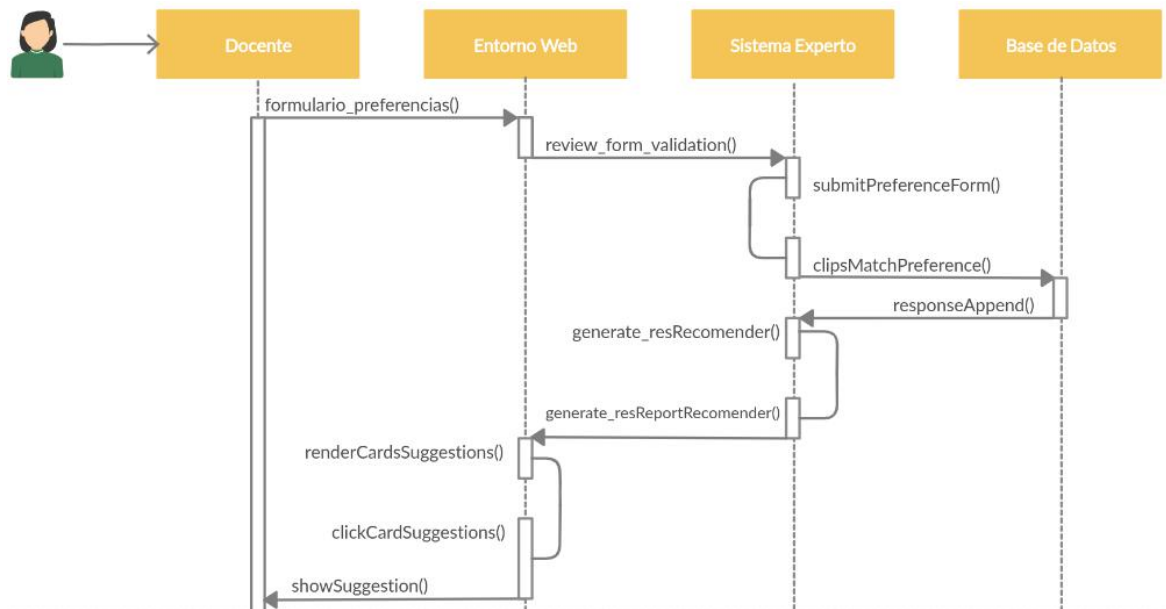 Docente
Entorno Web
Sistema Experto
Base de Datos
formulario_preferencias()
review_form_validation()
submitPreferenceForm()
clipsMatchPreference()
responseAppend()
generate_resRecomender()
generate_resReportRecomender()
renderCardsSuggestions()
clickCardSuggestions()
showSuggestion()